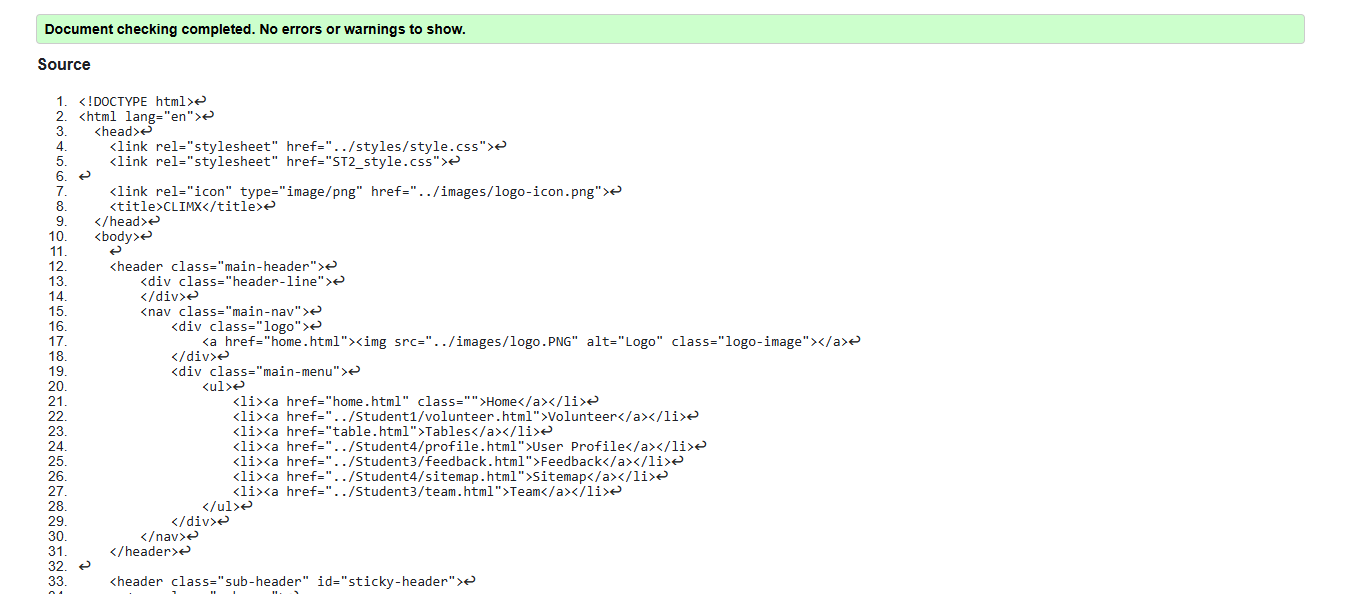 Document checking completed. No errors or warnings to show.
Source
1. <!DOCTYPE html>↩
2. <html lang="en">↩
3. <head>↩
4. <link rel="stylesheet" href="../styles/style.css">↩
5. <link rel="stylesheet" href="ST2_style.css">↩
6. ↩
7. <link rel="icon" type="image/png" href="../images/logo-icon.png">↩
8. <title>CLIMX</title>↩
9. </head>↩
10. <body>↩
11. ↩
12. <header class="main-header">↩
13. <div class="header-line">↩
14. </div>↩
15. <nav class="main-nav">↩
16. <div class="logo">↩
17. <a href="home.html"><img src="../images/logo.PNG" alt="Logo" class="logo-image"></a>↩
18. </div>↩
19. <div class="main-menu">↩
20. <ul>↩
21. <li><a href="home.html" class="">Home</a></li>↩
22. <li><a href="../Student1/volunteer.html">Volunteer</a></li>↩
23. <li><a href="table.html">Tables</a></li>↩
24. <li><a href="../Student4/profile.html">User Profile</a></li>↩
25. <li><a href="../Student3/feedback.html">Feedback</a></li>↩
26. <li><a href="../Student4/sitemap.html">Sitemap</a></li>↩
27. <li><a href="../Student3/team.html">Team</a></li>↩
28. </ul>↩
29. </div>↩
30. </nav>↩
31. </header>↩
32. ↩
33. <header class="sub-header" id="sticky-header">↩